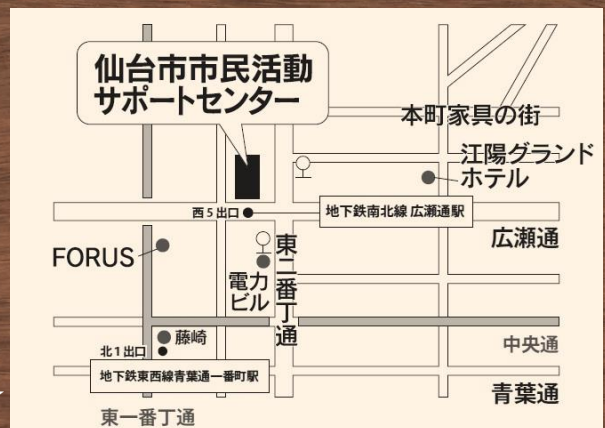 仙台市市民活動
サポートセンター
本町家具の街
江陽グランド
ホテル
西5出口
地下鉄南北線 広瀬通駅
広瀬通
FORUS
電力
ビル
東二番丁通
藤崎
北1出口
中央通
地下鉄東西線青葉通一番町駅
青葉通
東一番丁通